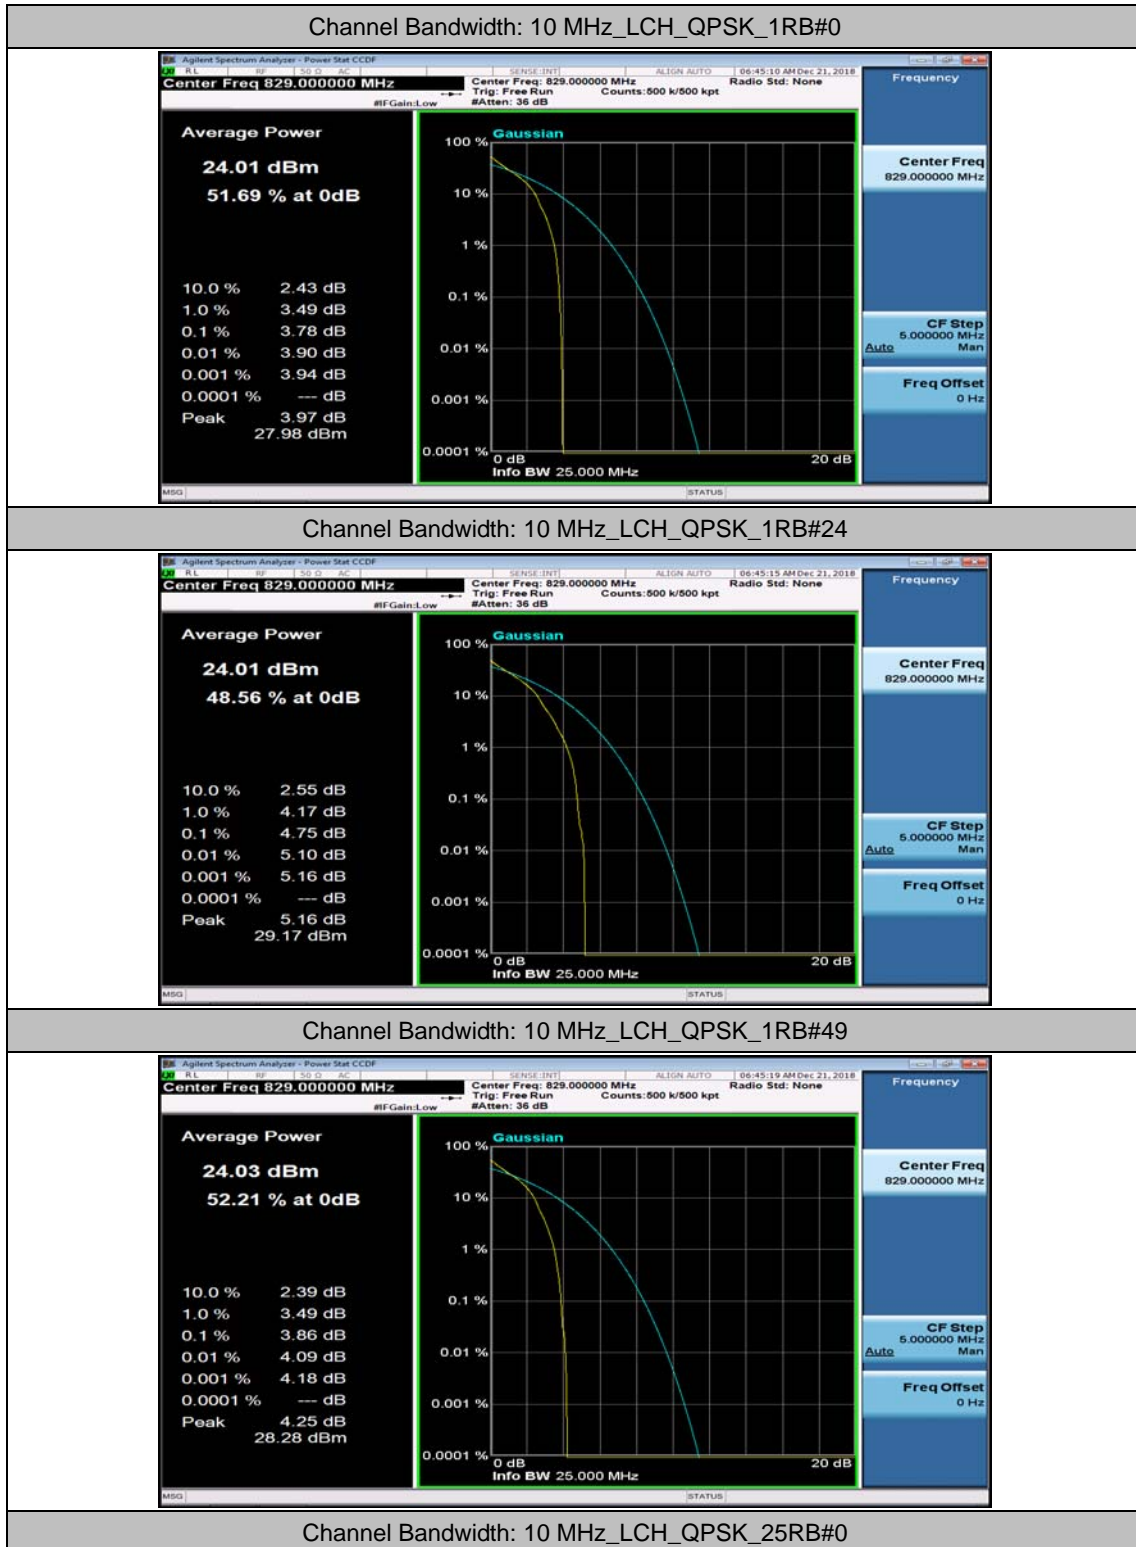 Channel Bandwidth: 10 MHz_LCH_QPSK_1RB#0
Agilent Spectrum Analyzer - Power Stat CCDF
RL RF 50 Ω AC SENSE:INT ALIGN AUTO 06:45:10 AM Dec 21, 2018
Center Freq 829.000000 MHz
Center Freq: 829.000000 MHz Radio Std: None
Trig: Free Run Counts:500 k/500 kpt
#IFGain:Low #Atten: 36 dB
Frequency
Average Power
24.01 dBm
51.69 % at 0dB
10.0 % 2.43 dB
1.0 % 3.49 dB
0.1 % 3.78 dB
0.01 % 3.90 dB
0.001 % 3.94 dB
0.0001 % --- dB
Peak 3.97 dB
27.98 dBm
Gaussian
100 %
10 %
1 %
0.1 %
0.01 %
0.001 %
0.0001 %
0 dB 20 dB
Info BW 25.000 MHz
Center Freq
829.000000 MHz
CF Step
5.000000 MHz
Auto Man
Freq Offset
0 Hz
MSG STATUS
Channel Bandwidth: 10 MHz_LCH_QPSK_1RB#24
Agilent Spectrum Analyzer - Power Stat CCDF
RL RF 50 Ω AC SENSE:INT ALIGN AUTO 06:45:15 AM Dec 21, 2018
Center Freq 829.000000 MHz
Center Freq: 829.000000 MHz Radio Std: None
Trig: Free Run Counts:500 k/500 kpt
#IFGain:Low #Atten: 36 dB
Frequency
Average Power
24.01 dBm
48.56 % at 0dB
10.0 % 2.55 dB
1.0 % 4.17 dB
0.1 % 4.75 dB
0.01 % 5.10 dB
0.001 % 5.16 dB
0.0001 % --- dB
Peak 5.16 dB
29.17 dBm
Gaussian
100 %
10 %
1 %
0.1 %
0.01 %
0.001 %
0.0001 %
0 dB 20 dB
Info BW 25.000 MHz
Center Freq
829.000000 MHz
CF Step
5.000000 MHz
Auto Man
Freq Offset
0 Hz
MSG STATUS
Channel Bandwidth: 10 MHz_LCH_QPSK_1RB#49
Agilent Spectrum Analyzer - Power Stat CCDF
RL RF 50 Ω AC SENSE:INT ALIGN AUTO 06:45:19 AM Dec 21, 2018
Center Freq 829.000000 MHz
Center Freq: 829.000000 MHz Radio Std: None
Trig: Free Run Counts:500 k/500 kpt
#IFGain:Low #Atten: 36 dB
Frequency
Average Power
24.03 dBm
52.21 % at 0dB
10.0 % 2.39 dB
1.0 % 3.49 dB
0.1 % 3.86 dB
0.01 % 4.09 dB
0.001 % 4.18 dB
0.0001 % --- dB
Peak 4.25 dB
28.28 dBm
Gaussian
100 %
10 %
1 %
0.1 %
0.01 %
0.001 %
0.0001 %
0 dB 20 dB
Info BW 25.000 MHz
Center Freq
829.000000 MHz
CF Step
5.000000 MHz
Auto Man
Freq Offset
0 Hz
MSG STATUS
Channel Bandwidth: 10 MHz_LCH_QPSK_25RB#0